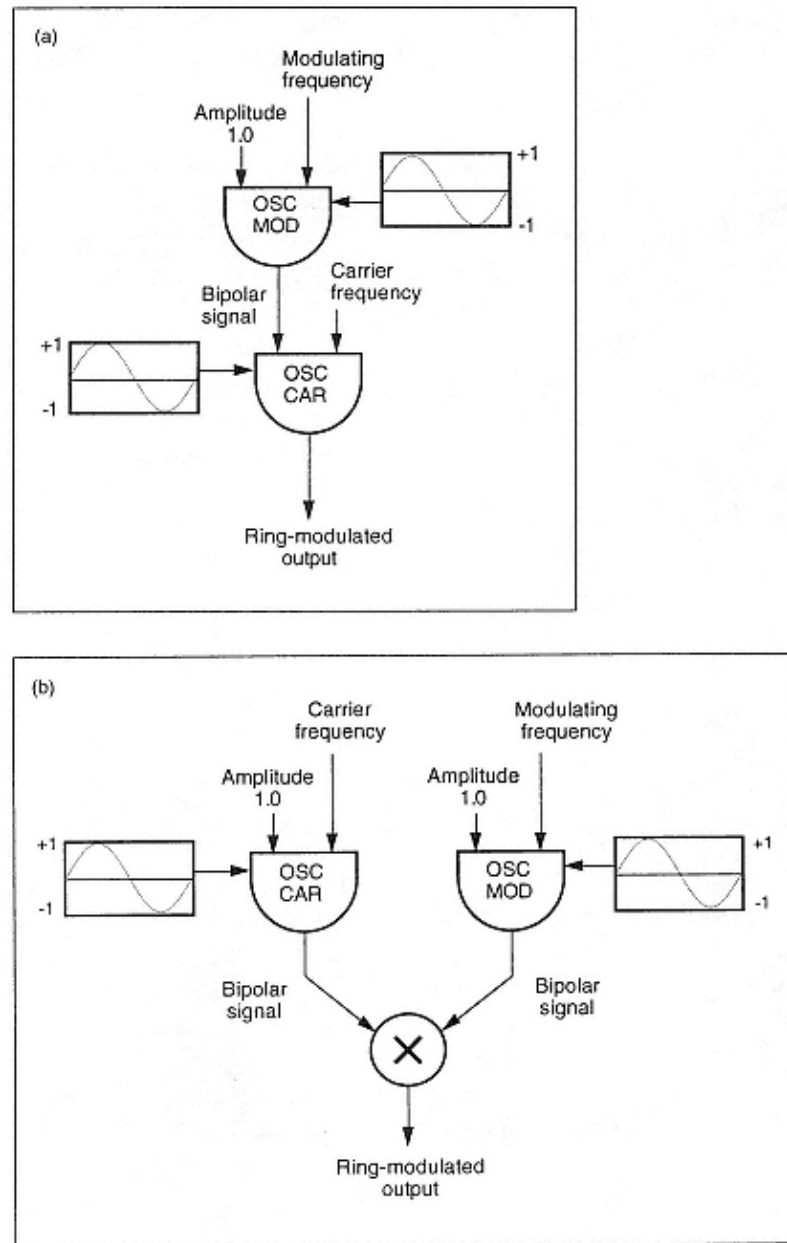 (a)
Modulating
frequency
Amplitude
1.0
+1
OSC
MOD
-1
Carrier
frequency
Bipolar
signal
+1
OSC
CAR
-1
Ring-modulated
output
(b)
Carrier
frequency
Modulating
frequency
Amplitude
1.0
Amplitude
1.0
+1
OSC
CAR
OSC
MOD
+1
-1
-1
Bipolar
signal
Bipolar
signal
×
Ring-modulated
output